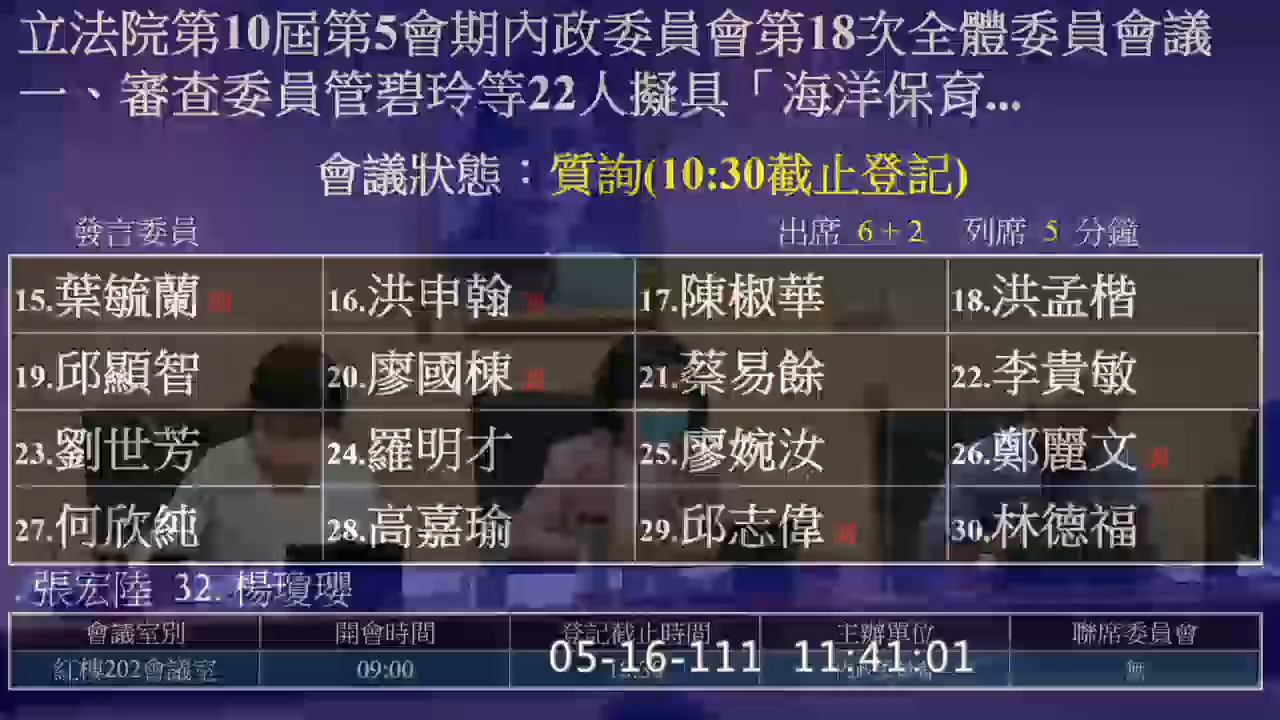 立法院第10屆第5會期內政委員會第18次全體委員會議
一、審查委員管碧玲等22人擬具「海洋保育...
會議狀態：質詢(10:30截止登記)
發言委員 出席 6+2 列席 5 分鐘
15.葉毓蘭 16.洪申翰 17.陳椒華 18.洪孟楷
19.邱顯智 20.廖國棟 21.蔡易餘 22.李貴敏
23.劉世芳 24.羅明才 25.廖婉汝 26.鄭麗文
27.何欣純 28.高嘉瑜 29.邱志偉 30.林德福
. 張宏陸 32. 楊瓊瓔
會議室別 開會時間 登記截止時間 主辦單位 聯席委員會
紅樓202會議室 09:00 無
05-16-111 11:41:01